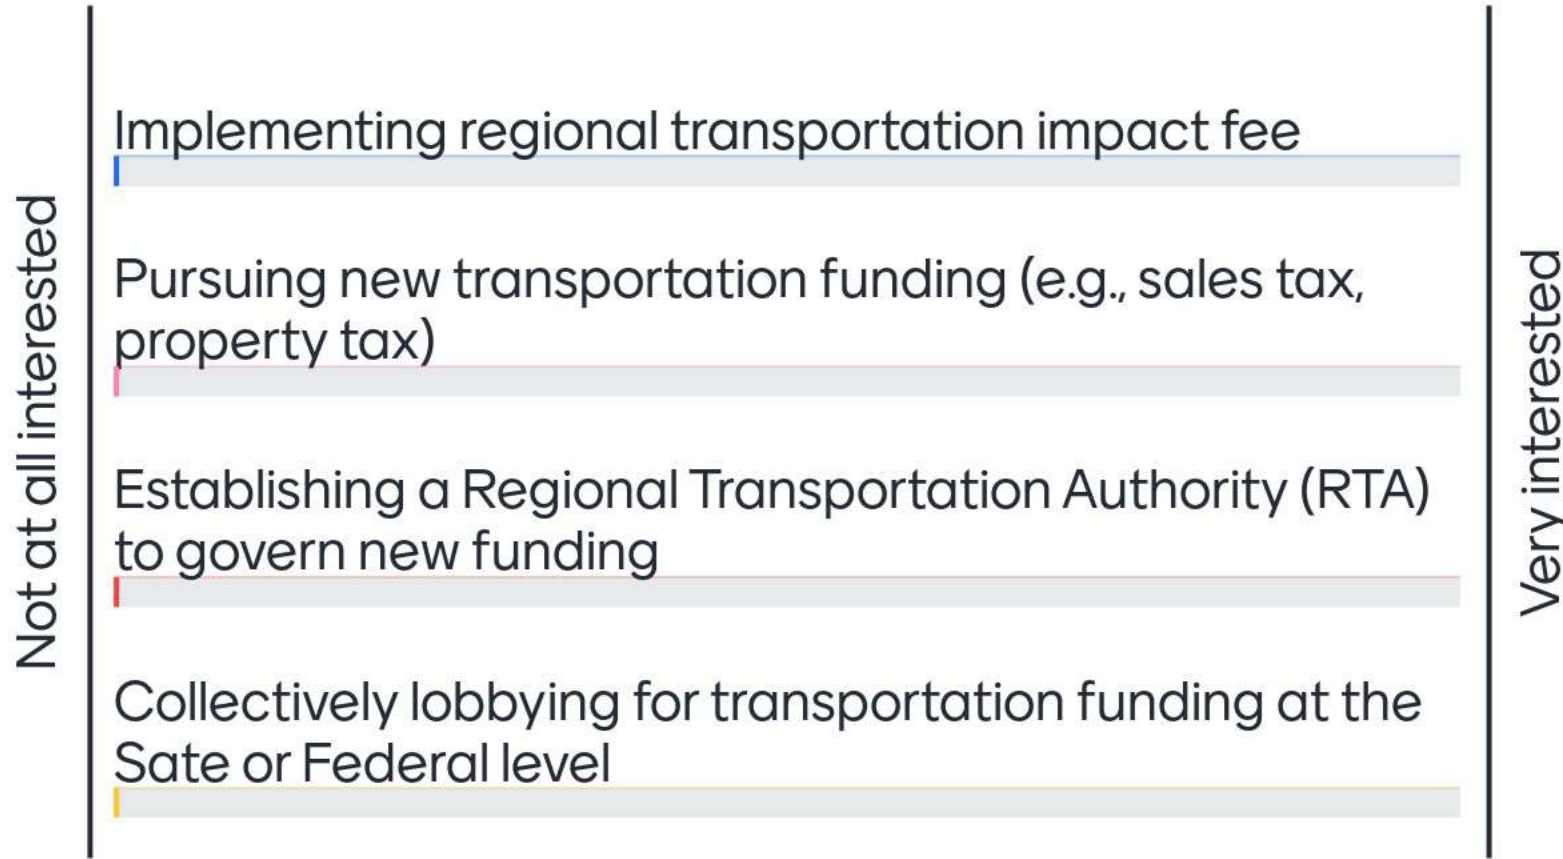 Not at all interested
Implementing regional transportation impact fee
Pursuing new transportation funding (e.g., sales tax,
property tax)
Establishing a Regional Transportation Authority (RTA)
to govern new funding
Collectively lobbying for transportation funding at the
Sate or Federal level
Very interested